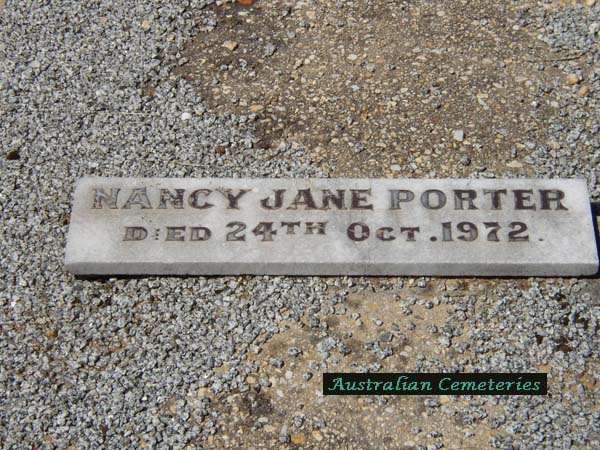 NANCY JANE PORTER
DIED 24TH OCT. 1972.
Australian Cemeteries